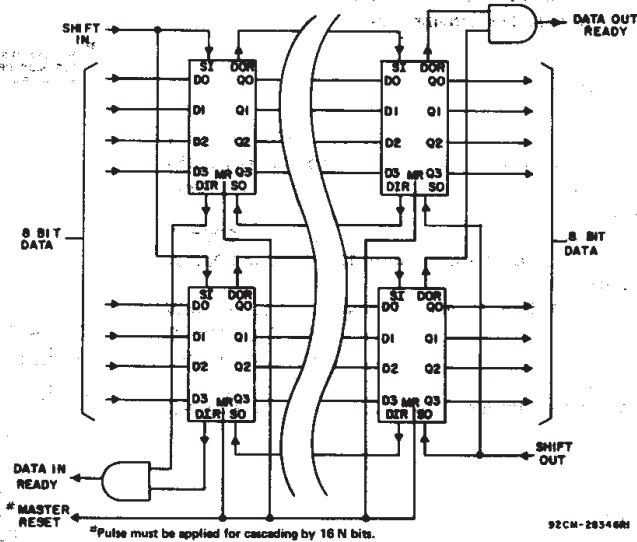 SHIFT
IN
DATA OUT
READY
SI DOR
D0 Q0
D1 Q1
D2 Q2
D3 MR Q3
DIR SO
SI DOR
D0 Q0
D1 Q1
D2 Q2
D3 MR Q3
DIR SO
8 BIT
DATA
8 BIT
DATA
SI DOR
D0 Q0
D1 Q1
D2 Q2
D3 MR Q3
DIR SO
SI DOR
D0 Q0
D1 Q1
D2 Q2
D3 MR Q3
DIR SO
SHIFT
OUT
DATA IN
READY
# MASTER
RESET
#Pulse must be applied for cascading by 16 N bits.
92CM-28346R1